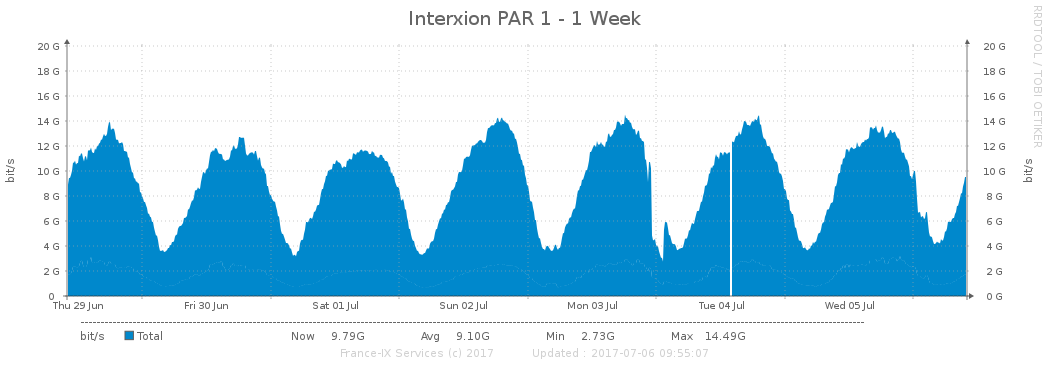 Interxion PAR 1 - 1 Week
RRDTOOL / TOBI OETIKER
bit/s
bit/s
20 G 20 G
18 G 18 G
16 G 16 G
14 G 14 G
12 G 12 G
10 G 10 G
8 G 8 G
6 G 6 G
4 G 4 G
2 G 2 G
0 0 G
Thu 29 Jun Fri 30 Jun Sat 01 Jul Sun 02 Jul Mon 03 Jul Tue 04 Jul Wed 05 Jul
bit/s Total Now 9.79G Avg 9.10G Min 2.73G Max 14.49G
France-IX Services (c) 2017 Updated : 2017-07-06 09:55:07